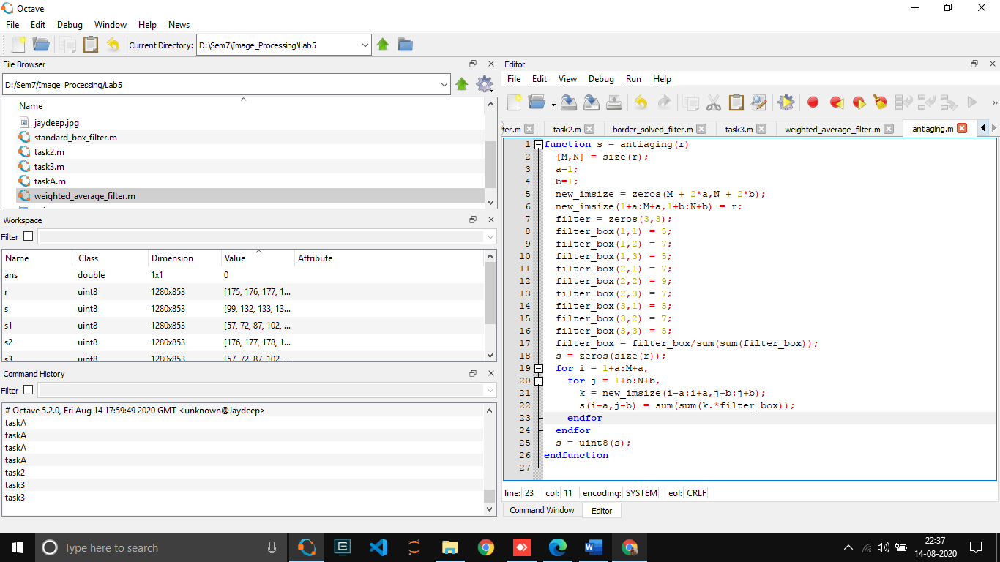 Octave
File Edit Debug Window Help News
Current Directory: D:\Sem7\Image_Processing\Lab5
File Browser
D:/Sem7/Image_Processing/Lab5
Name
jaydeep.jpg
standard_box_filter.m
task2.m
task3.m
taskA.m
weighted_average_filter.m
Workspace
Filter
Name Class Dimension Value Attribute
ans double 1x1 0
r uint8 1280x853 [175, 176, 177, 1...
s uint8 1280x853 [99, 132, 133, 13...
s1 uint8 1280x853 [57, 72, 87, 102, ...
s2 uint8 1280x853 [176, 177, 178, 1...
s3 uint8 1280x853 [57, 72, 87, 102, ...
Command History
Filter
# Octave 5.2.0, Fri Aug 14 17:59:49 2020 GMT <unknown@Jaydeep>
taskA
taskA
taskA
taskA
task2
task3
task3
Editor
File Edit View Debug Run Help
ter.m task2.m border_solved_filter.m task3.m weighted_average_filter.m antiaging.m
1 function s = antiaging(r)
2 [M,N] = size(r);
3 a=1;
4 b=1;
5 new_imsize = zeros(M + 2*a,N + 2*b);
6 new_imsize(1+a:M+a,1+b:N+b) = r;
7 filter = zeros(3,3);
8 filter_box(1,1) = 5;
9 filter_box(1,2) = 7;
10 filter_box(1,3) = 5;
11 filter_box(2,1) = 7;
12 filter_box(2,2) = 9;
13 filter_box(2,3) = 7;
14 filter_box(3,1) = 5;
15 filter_box(3,2) = 7;
16 filter_box(3,3) = 5;
17 filter_box = filter_box/sum(sum(filter_box));
18 s = zeros(size(r));
19 for i = 1+a:M+a,
20 for j = 1+b:N+b,
21 k = new_imsize(i-a:i+a,j-b:j+b);
22 s(i-a,j-b) = sum(sum(k.*filter_box));
23 endfor
24 endfor
25 s = uint8(s);
26 endfunction
27
line: 23 col: 11 encoding: SYSTEM eol: CRLF
Command Window Editor
Type here to search
22:37
14-08-2020